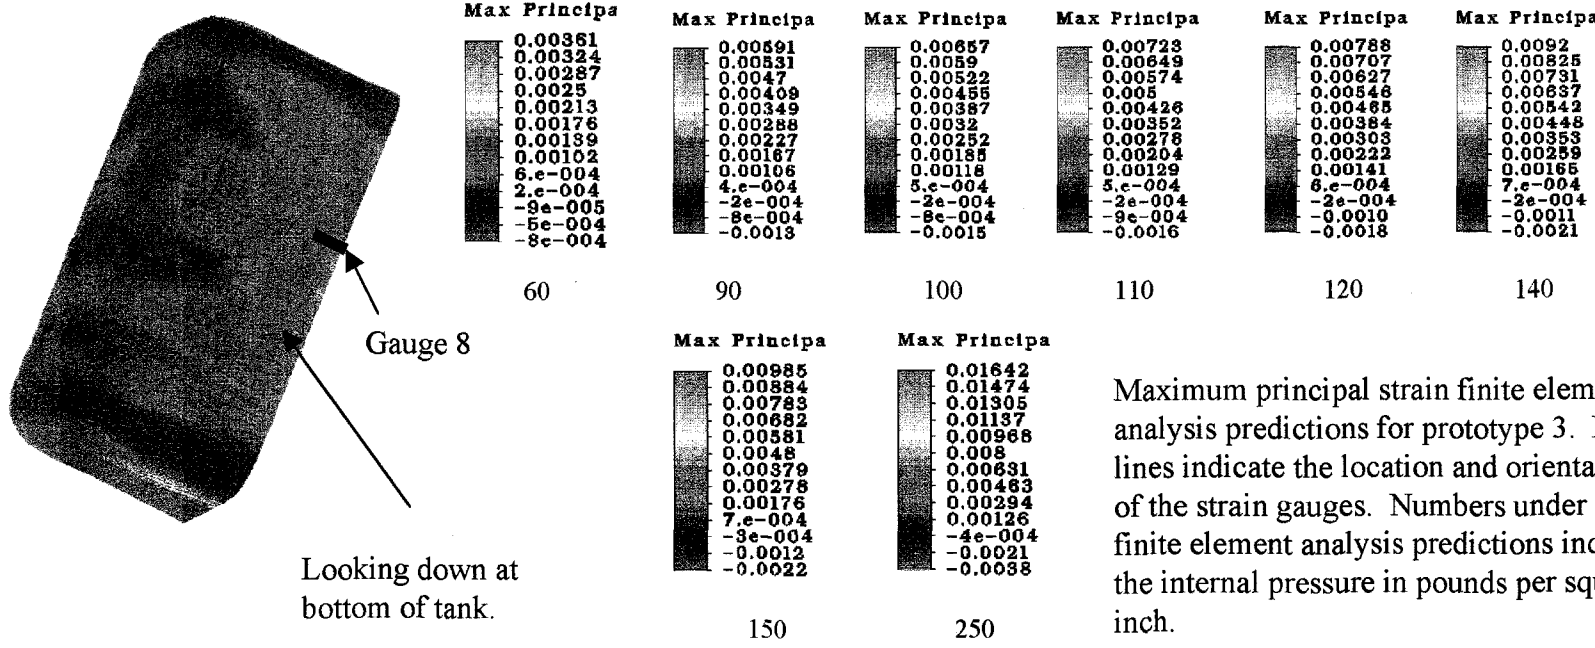 Max Principa
0.00361
0.00324
0.00287
0.0025
0.00213
0.00176
0.00139
0.00102
6.e-004
2.e-004
-9e-005
-5e-004
-8e-004
60
Max Principa
0.00591
0.00531
0.0047
0.00409
0.00349
0.00288
0.00227
0.00167
0.00106
4.e-004
-2e-004
-8e-004
-0.0013
90
Max Principa
0.00657
0.0059
0.00522
0.00455
0.00387
0.0032
0.00252
0.00185
0.00118
5.e-004
-2e-004
-8e-004
-0.0015
100
Max Principa
0.00723
0.00649
0.00574
0.005
0.00426
0.00352
0.00278
0.00204
0.00129
5.e-004
-2e-004
-9e-004
-0.0016
110
Max Principa
0.00788
0.00707
0.00627
0.00546
0.00465
0.00384
0.00303
0.00222
0.00141
6.e-004
-2e-004
-0.0010
-0.0018
120
Max Principa
0.0092
0.00825
0.00731
0.00637
0.00542
0.00448
0.00353
0.00259
0.00165
7.e-004
-2e-004
-0.0011
-0.0021
140
Gauge 8
Looking down at
bottom of tank.
Max Principa
0.00985
0.00884
0.00783
0.00682
0.00581
0.0048
0.00379
0.00278
0.00176
7.e-004
-3e-004
-0.0012
-0.0022
150
Max Principa
0.01642
0.01474
0.01305
0.01137
0.00968
0.008
0.00631
0.00463
0.00294
0.00126
-4e-004
-0.0021
-0.0038
250
Maximum principal strain finite elem
analysis predictions for prototype 3.
lines indicate the location and orienta
of the strain gauges. Numbers under
finite element analysis predictions ind
the internal pressure in pounds per squ
inch.